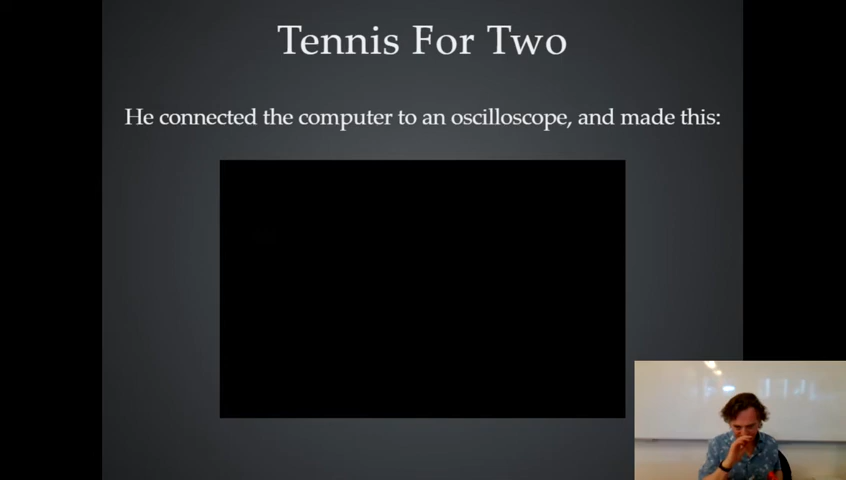 Tennis For Two
He connected the computer to an oscilloscope, and made this: